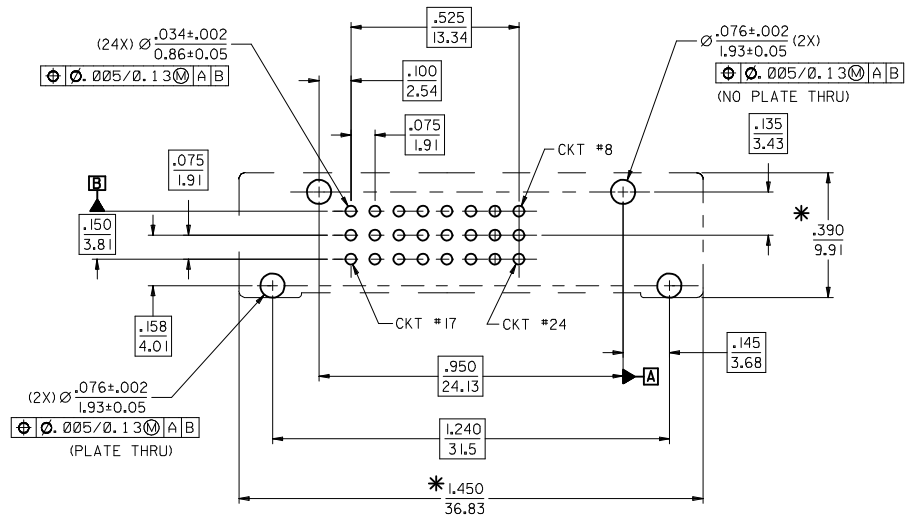 .525
13.34
(24X) Ø .034±.002
0.86±0.05
⌖ Ø.005/0.13Ⓜ A B
Ø .076±.002 (2X)
1.93±0.05
⌖ Ø.005/0.13Ⓜ A B
(NO PLATE THRU)
.100
2.54
.075
1.91
.135
3.43
CKT #8
.075
1.91
B
.150
3.81
* .390
9.91
.158
4.01
CKT #17
CKT #24
.950
24.13
A
.145
3.68
(2X) Ø .076±.002
1.93±0.05
⌖ Ø.005/0.13Ⓜ A B
(PLATE THRU)
1.240
31.5
* 1.450
36.83